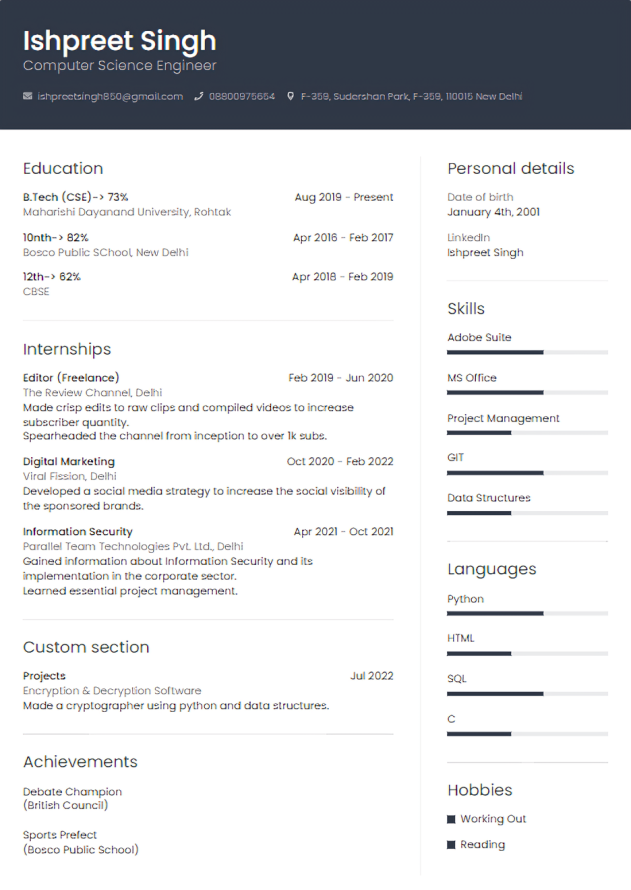 Ishpreet Singh
Computer Science Engineer
ishpreetsingh850@gmail.com 08800975654 F-359, Sudershan Park, F-359, 110015 New Delhi
Education
B.Tech (CSE)-> 73% Aug 2019 - Present
Maharishi Dayanand University, Rohtak
10nth-> 82% Apr 2016 - Feb 2017
Bosco Public SChool, New Delhi
12th-> 62% Apr 2018 - Feb 2019
CBSE
Internships
Editor (Freelance) Feb 2019 - Jun 2020
The Review Channel, Delhi
Made crisp edits to raw clips and compiled videos to increase
subscriber quantity.
Spearheaded the channel from inception to over 1k subs.
Digital Marketing Oct 2020 - Feb 2022
Viral Fission, Delhi
Developed a social media strategy to increase the social visibility of
the sponsored brands.
Information Security Apr 2021 - Oct 2021
Parallel Team Technologies Pvt. Ltd., Delhi
Gained information about Information Security and its
implementation in the corporate sector.
Learned essential project management.
Custom section
Projects Jul 2022
Encryption & Decryption Software
Made a cryptographer using python and data structures.
Achievements
Debate Champion
(British Council)
Sports Prefect
(Bosco Public School)
Personal details
Date of birth
January 4th, 2001
LinkedIn
Ishpreet Singh
Skills
Adobe Suite
MS Office
Project Management
GIT
Data Structures
Languages
Python
HTML
SQL
C
Hobbies
Working Out
Reading